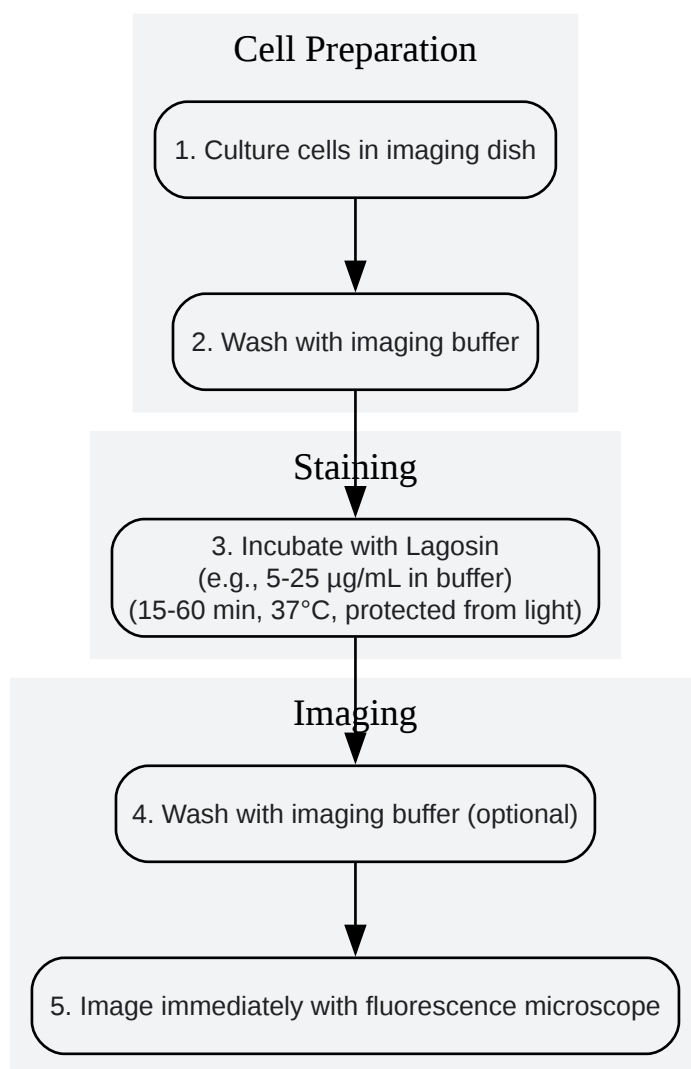 Cell Preparation
1. Culture cells in imaging dish
2. Wash with imaging buffer
Staining
3. Incubate with Lagosin
(e.g., 5-25 µg/mL in buffer)
(15-60 min, 37°C, protected from light)
Imaging
4. Wash with imaging buffer (optional)
5. Image immediately with fluorescence microscope